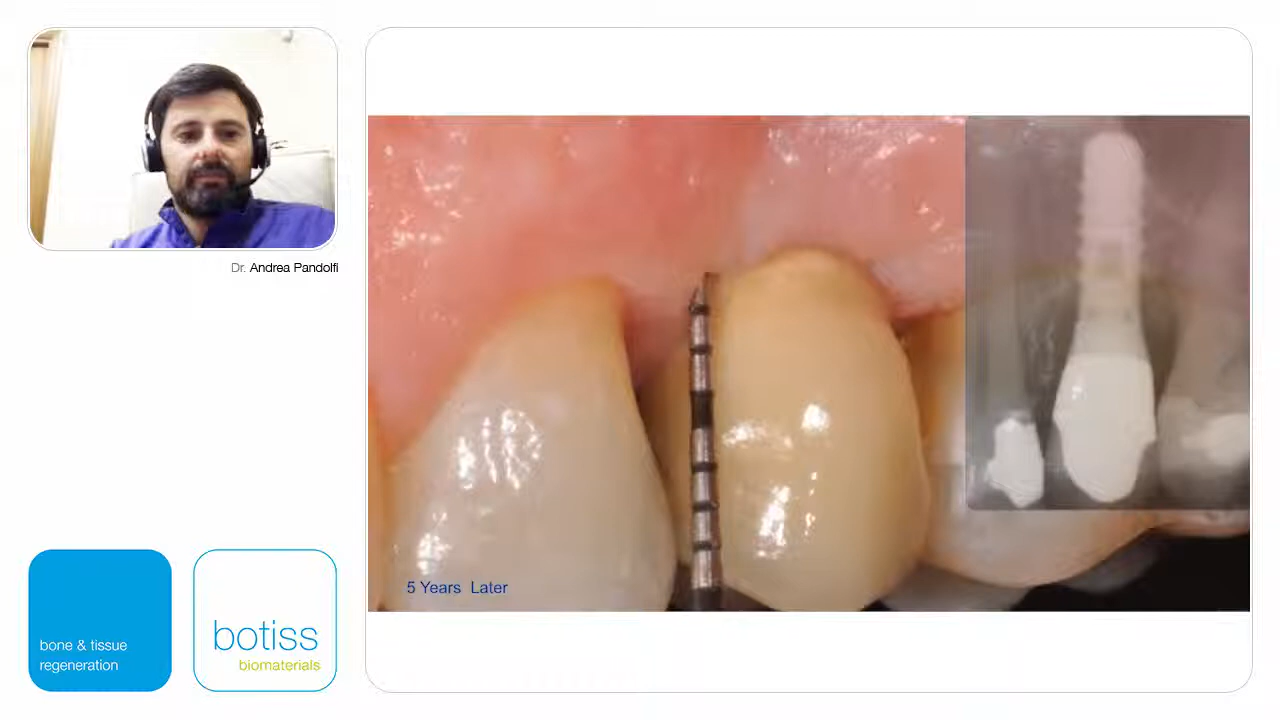 Dr. Andrea Pandolfi
5 Years Later
bone & tissue
regeneration
botiss
biomaterials